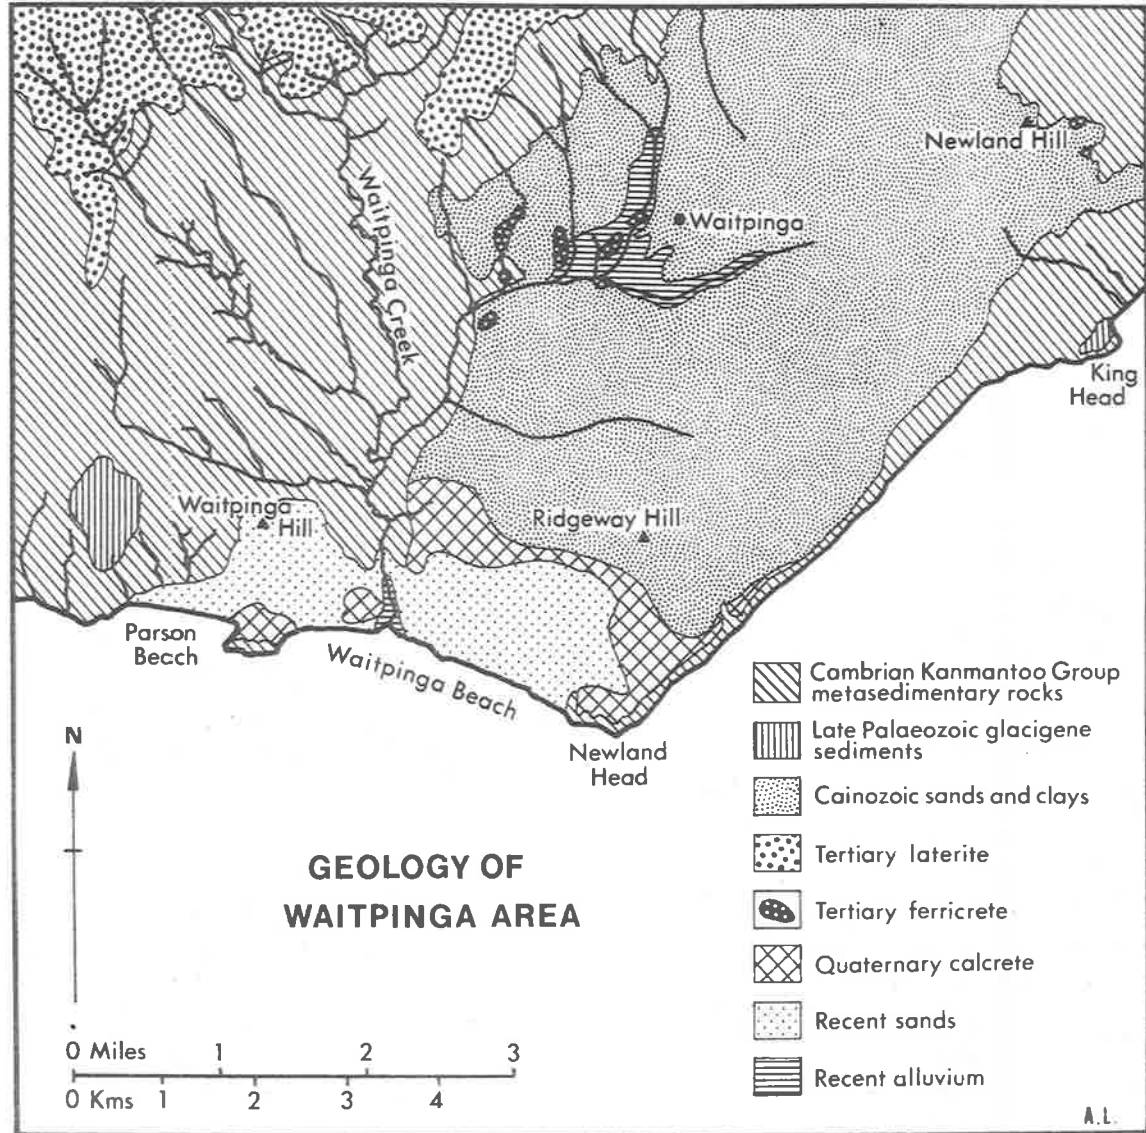 Newland Hill
Waitpinga
Waitpinga Creek
King
Head
Waitpinga
Hill
Ridgeway Hill
Parson
Becch
Waitpinga Beach
Newland
Head
N
GEOLOGY OF
WAITPINGA AREA
Cambrian Kanmantoo Group
metasedimentary rocks
Late Palaeozoic glacigene
sediments
Cainozoic sands and clays
Tertiary laterite
Tertiary ferricrete
Quaternary calcrete
Recent sands
Recent alluvium
0 Miles 1 2 3
0 Kms 1 2 3 4
A.L.